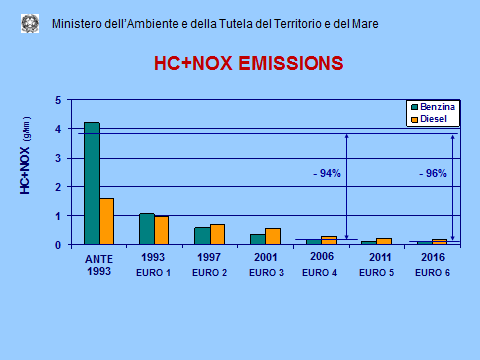 Ministero dell'Ambiente e della Tutela del Territorio e del Mare
HC+NOX EMISSIONS
HC+NOX (g/km)
5
4
3
2
1
0
Benzina
Diesel
- 94%
- 96%
ANTE 1993
1993 EURO 1
1997 EURO 2
2001 EURO 3
2006 EURO 4
2011 EURO 5
2016 EURO 6